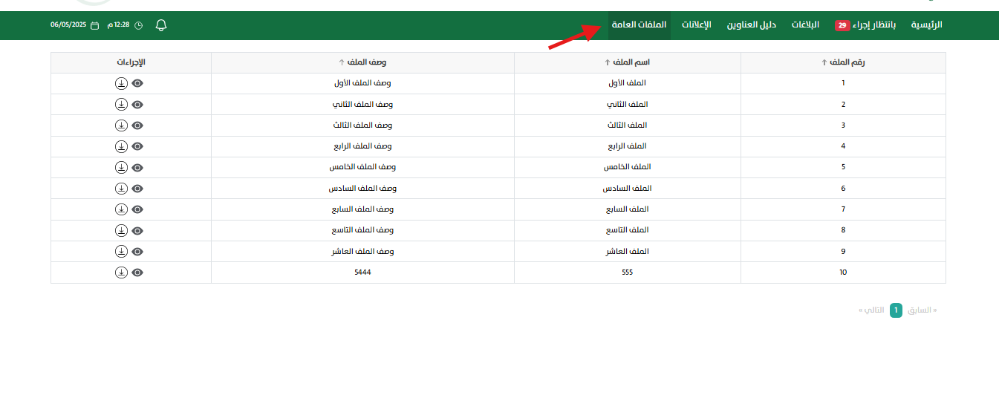 الرئيسية بانتظار إجراء 29 البلاغات دليل العناوين الإعلانات الملفات العامة 12:28 م 06/05/2025
رقم الملف ↑ اسم الملف ↑ وصف الملف ↑ الإجراءات
1 الملف الأول وصف الملف الأول
2 الملف الثاني وصف الملف الثاني
3 الملف الثالث وصف الملف الثالث
4 الملف الرابع وصف الملف الرابع
5 الملف الخامس وصف الملف الخامس
6 الملف السادس وصف الملف السادس
7 الملف السابع وصف الملف السابع
8 الملف التاسع وصف الملف التاسع
9 الملف العاشر وصف الملف العاشر
10 555 5444
« السابق 1 التالي »